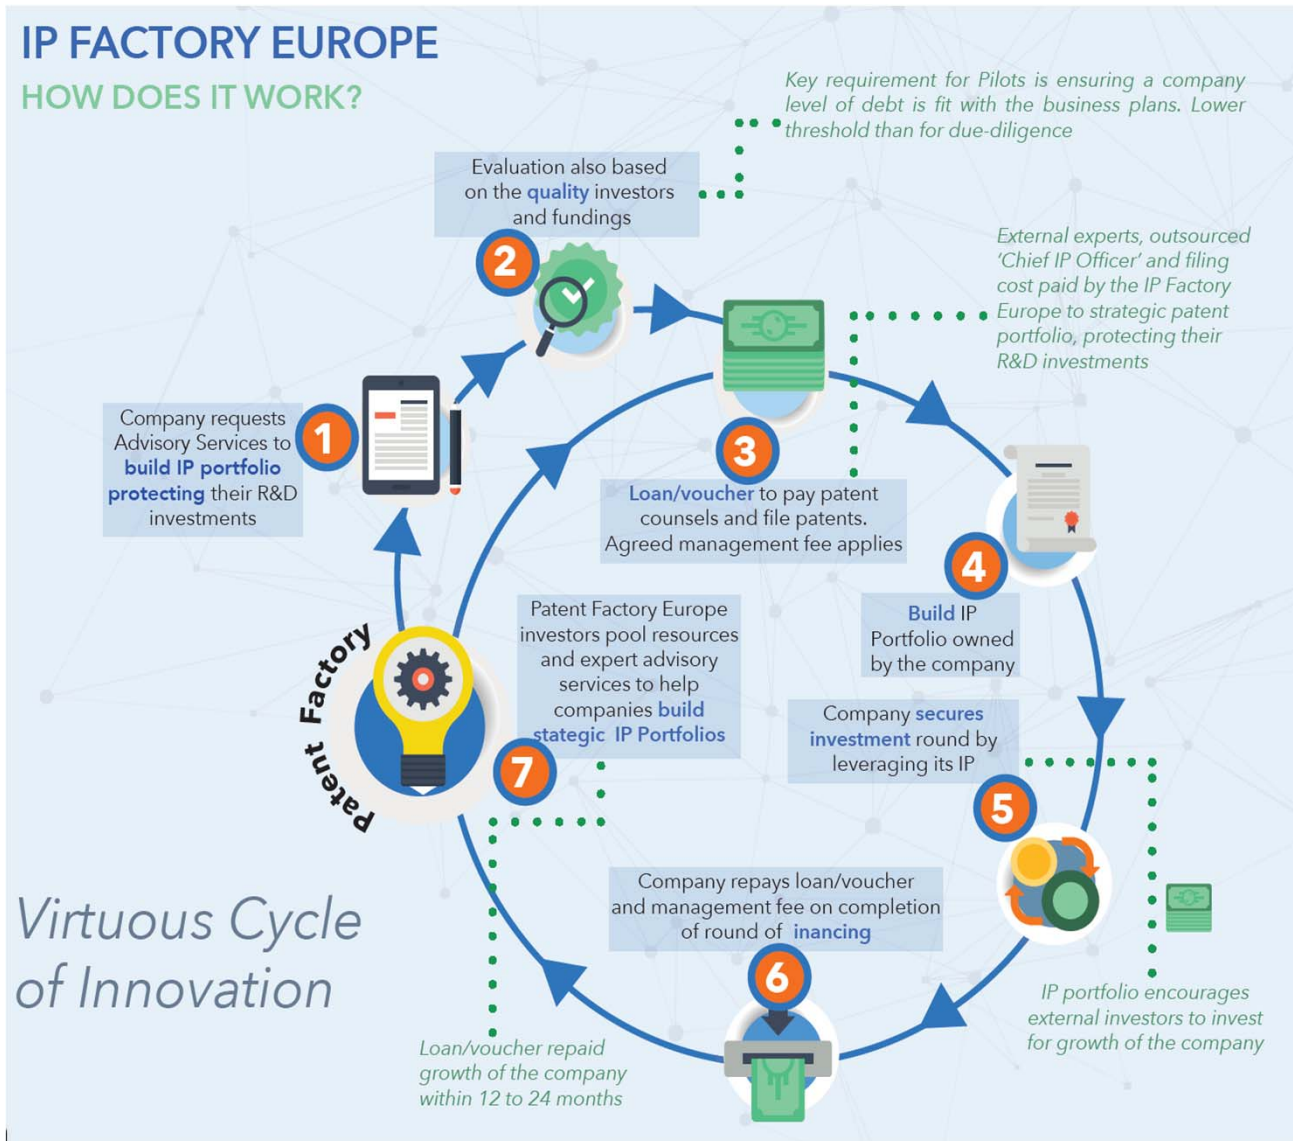 IP FACTORY EUROPE
HOW DOES IT WORK?
Key requirement for Pilots is ensuring a company
level of debt is fit with the business plans. Lower
threshold than for due-diligence
Evaluation also based
on the quality investors
and fundings
2
External experts, outsourced
'Chief IP Officer' and filing
cost paid by the IP Factory
Europe to strategic patent
portfolio, protecting their
R&D investments
Company requests
Advisory Services to
build IP portfolio
protecting their R&D
investments
1
3
Loan/voucher to pay patent
counsels and file patents.
Agreed management fee applies
4
Build IP
Portfolio owned
by the company
Patent Factory
Patent Factory Europe
investors pool resources
and expert advisory
services to help
companies build
stategic IP Portfolios
7
Company secures
investment round by
leveraging its IP
5
Company repays loan/voucher
and management fee on completion
of round of inancing
6
Virtuous Cycle
of Innovation
IP portfolio encourages
external investors to invest
for growth of the company
Loan/voucher repaid
growth of the company
within 12 to 24 months